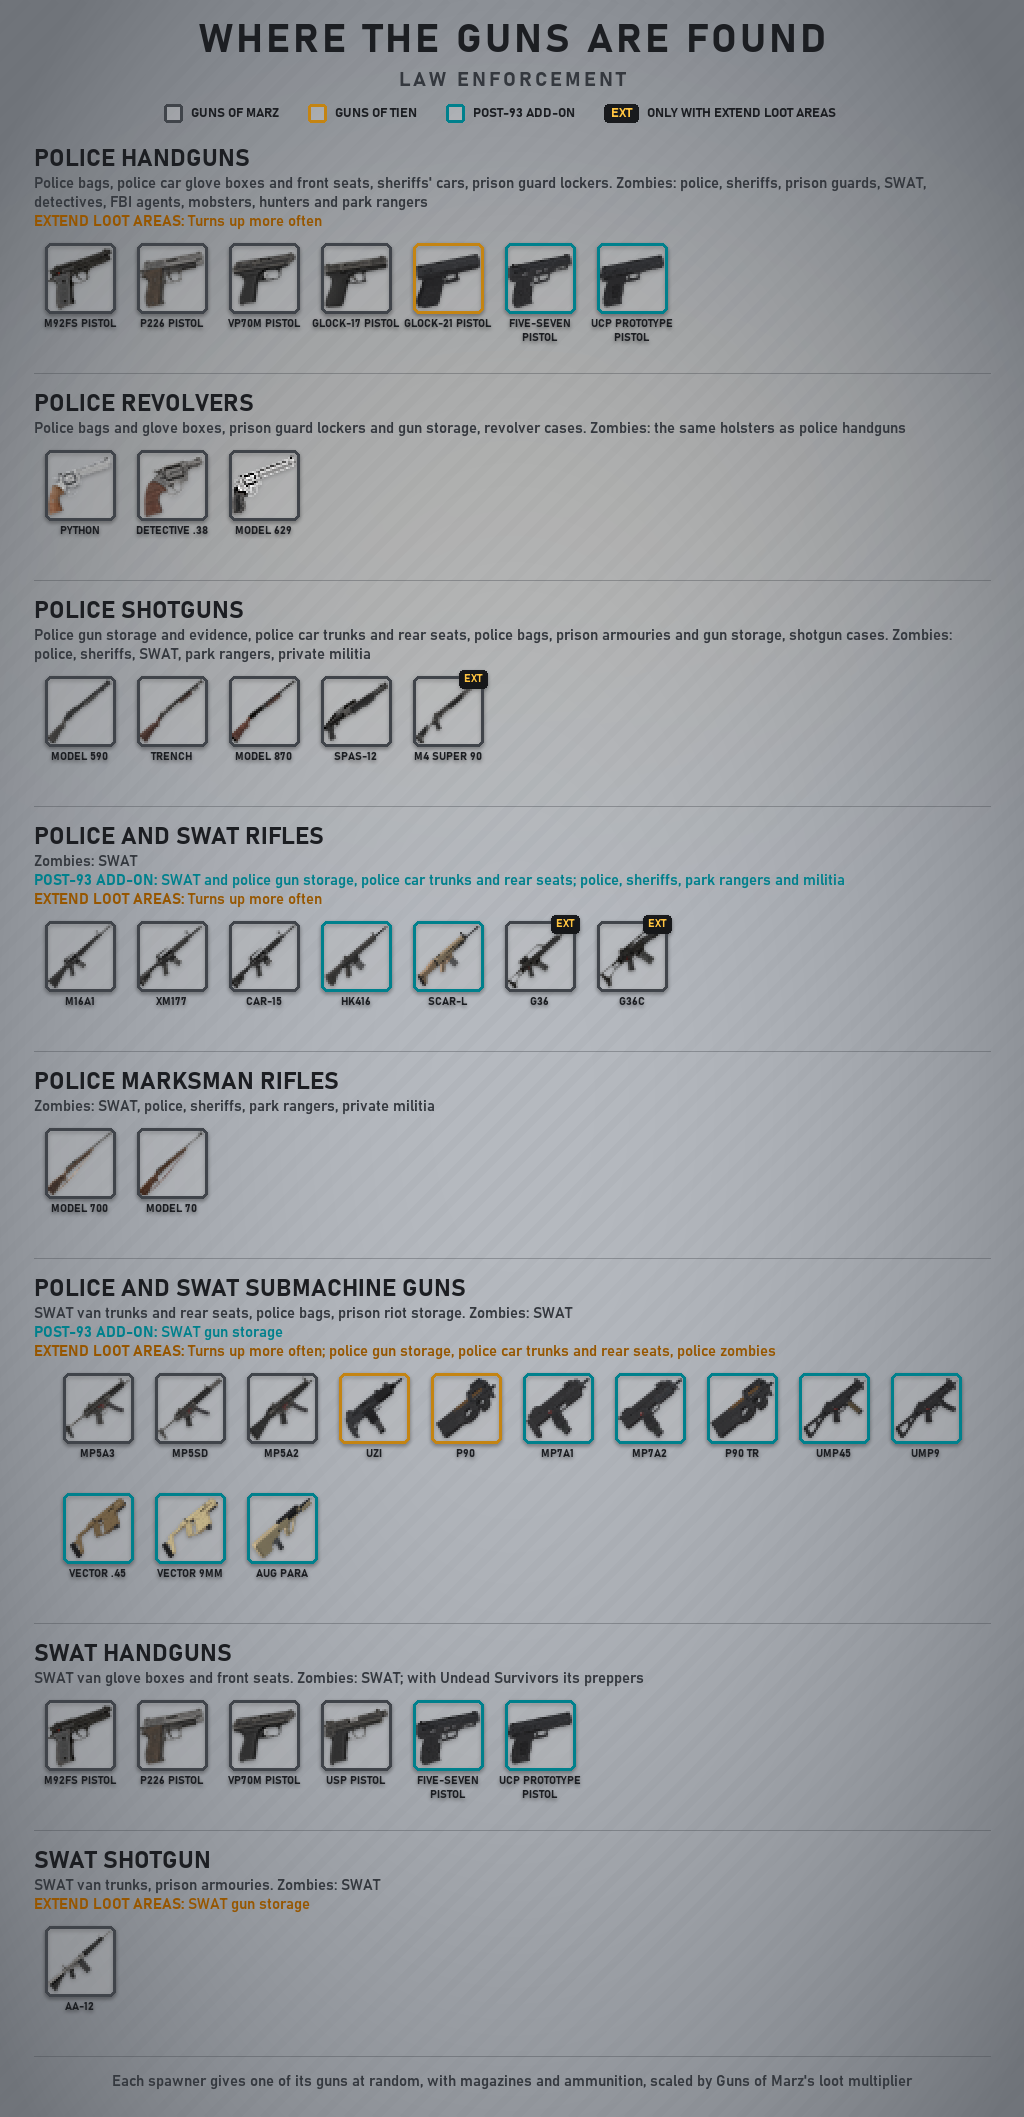 WHERE THE GUNS ARE FOUND
LAW ENFORCEMENT
GUNS OF MARZ
GUNS OF TIEN
POST-93 ADD-ON
EXT ONLY WITH EXTEND LOOT AREAS
POLICE HANDGUNS
Police bags, police car glove boxes and front seats, sheriffs' cars, prison guard lockers. Zombies: police, sheriffs, prison guards, SWAT,
detectives, FBI agents, mobsters, hunters and park rangers
EXTEND LOOT AREAS: Turns up more often
M92FS PISTOL
P226 PISTOL
VP70M PISTOL
GLOCK-17 PISTOL
GLOCK-21 PISTOL
FIVE-SEVEN
PISTOL
UCP PROTOTYPE
PISTOL
POLICE REVOLVERS
Police bags and glove boxes, prison guard lockers and gun storage, revolver cases. Zombies: the same holsters as police handguns
PYTHON
DETECTIVE .38
MODEL 629
POLICE SHOTGUNS
Police gun storage and evidence, police car trunks and rear seats, police bags, prison armouries and gun storage, shotgun cases. Zombies:
police, sheriffs, SWAT, park rangers, private militia
EXT
MODEL 590
TRENCH
MODEL 870
SPAS-12
M4 SUPER 90
POLICE AND SWAT RIFLES
Zombies: SWAT
POST-93 ADD-ON: SWAT and police gun storage, police car trunks and rear seats; police, sheriffs, park rangers and militia
EXTEND LOOT AREAS: Turns up more often
EXT
EXT
M16A1
XM177
CAR-15
HK416
SCAR-L
G36
G36C
POLICE MARKSMAN RIFLES
Zombies: SWAT, police, sheriffs, park rangers, private militia
MODEL 700
MODEL 70
POLICE AND SWAT SUBMACHINE GUNS
SWAT van trunks and rear seats, police bags, prison riot storage. Zombies: SWAT
POST-93 ADD-ON: SWAT gun storage
EXTEND LOOT AREAS: Turns up more often; police gun storage, police car trunks and rear seats, police zombies
MP5A3
MP5SD
MP5A2
UZI
P90
MP7A1
MP7A2
P90 TR
UMP45
UMP9
VECTOR .45
VECTOR 9MM
AUG PARA
SWAT HANDGUNS
SWAT van glove boxes and front seats. Zombies: SWAT; with Undead Survivors its preppers
M92FS PISTOL
P226 PISTOL
VP70M PISTOL
USP PISTOL
FIVE-SEVEN
PISTOL
UCP PROTOTYPE
PISTOL
SWAT SHOTGUN
SWAT van trunks, prison armouries. Zombies: SWAT
EXTEND LOOT AREAS: SWAT gun storage
AA-12
Each spawner gives one of its guns at random, with magazines and ammunition, scaled by Guns of Marz's loot multiplier